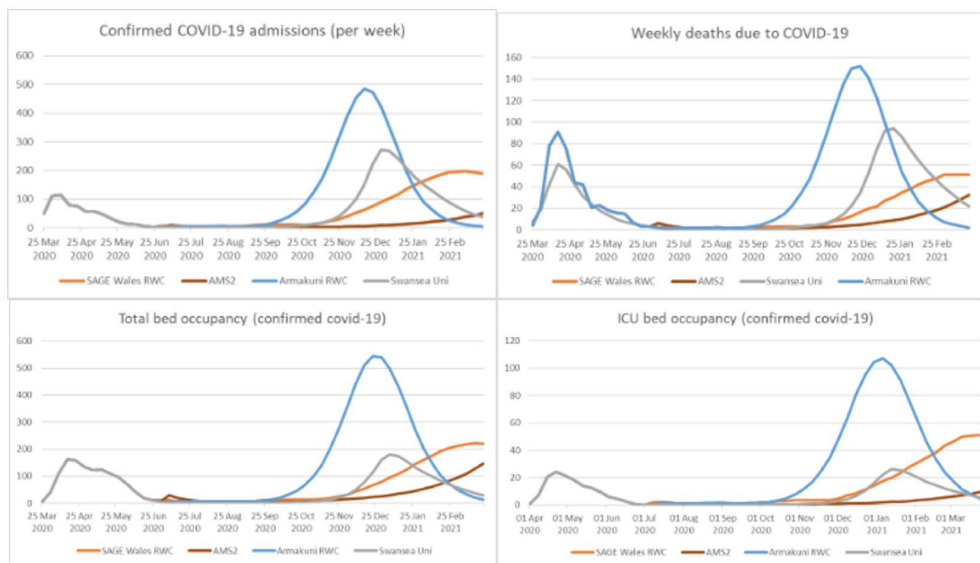 Confirmed COVID-19 admissions (per week)
600
500
400
300
200
100
0
25 Mar 25 Apr 25 May 25 Jun 25 Jul 25 Aug 25 Sep 25 Oct 25 Nov 25 Dec 25 Jan 25 Feb
2020 2020 2020 2020 2020 2020 2020 2020 2020 2020 2021 2021
SAGE Wales RWC AMS2 Armakuni RWC Swansea Uni
Weekly deaths due to COVID-19
160
140
120
100
80
60
40
20
0
25 Mar 25 Apr 25 May 25 Jun 25 Jul 25 Aug 25 Sep 25 Oct 25 Nov 25 Dec 25 Jan 25 Feb
2020 2020 2020 2020 2020 2020 2020 2020 2020 2020 2021 2021
SAGE Wales RWC AMS2 Armakuni RWC Swansea Uni
Total bed occupancy (confirmed covid-19)
600
500
400
300
200
100
0
25 Mar 25 Apr 25 May 25 Jun 25 Jul 25 Aug 25 Sep 25 Oct 25 Nov 25 Dec 25 Jan 25 Feb
2020 2020 2020 2020 2020 2020 2020 2020 2020 2020 2021 2021
SAGE Wales RWC AMS2 Armakuni RWC Swansea Uni
ICU bed occupancy (confirmed covid-19)
120
100
80
60
40
20
0
01 Apr 01 May 01 Jun 01 Jul 01 Aug 01 Sep 01 Oct 01 Nov 01 Dec 01 Jan 01 Feb 01 Mar
2020 2020 2020 2020 2020 2020 2020 2020 2020 2021 2021 2021
SAGE Wales RWC AMS2 Armakuni RWC Swansea Uni